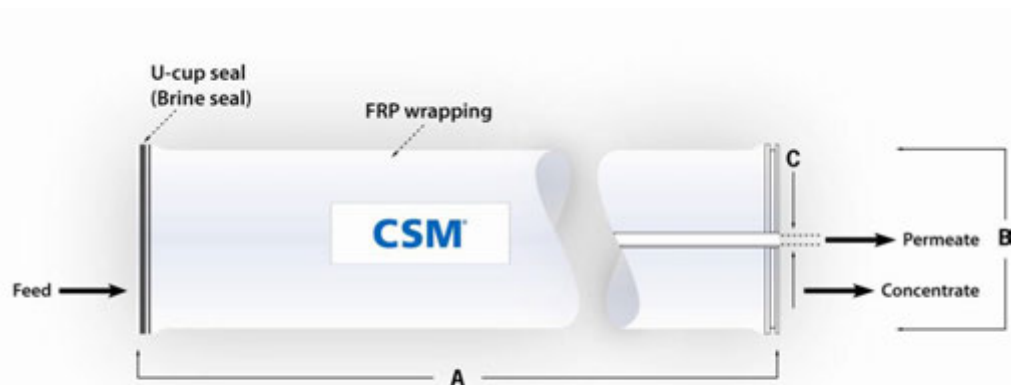 U-cup seal
(Brine seal)
FRP wrapping
C
CSM®
Permeate
B
Feed
Concentrate
A